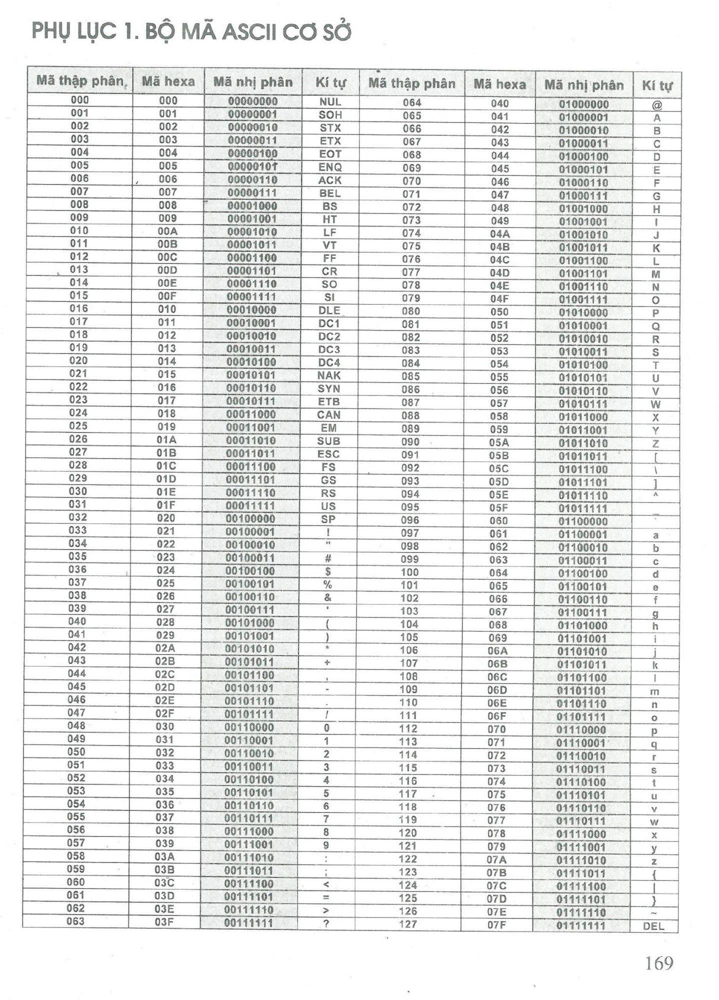 PHỤ LỤC 1. BỘ MÃ ASCII CƠ SỞ
Mã thập phân Mã hexa Mã nhị phân Kí tự Mã thập phân Mã hexa Mã nhị phân Kí tự
000 000 00000000 NUL 064 040 01000000 @
001 001 00000001 SOH 065 041 01000001 A
002 002 00000010 STX 066 042 01000010 B
003 003 00000011 ETX 067 043 01000011 C
004 004 00000100 EOT 068 044 01000100 D
005 005 00000101 ENQ 069 045 01000101 E
006 006 00000110 ACK 070 046 01000110 F
007 007 00000111 BEL 071 047 01000111 G
008 008 00001000 BS 072 048 01001000 H
009 009 00001001 HT 073 049 01001001 I
010 00A 00001010 LF 074 04A 01001010 J
011 00B 00001011 VT 075 04B 01001011 K
012 00C 00001100 FF 076 04C 01001100 L
013 00D 00001101 CR 077 04D 01001101 M
014 00E 00001110 SO 078 04E 01001110 N
015 00F 00001111 SI 079 04F 01001111 O
016 010 00010000 DLE 080 050 01010000 P
017 011 00010001 DC1 081 051 01010001 Q
018 012 00010010 DC2 082 052 01010010 R
019 013 00010011 DC3 083 053 01010011 S
020 014 00010100 DC4 084 054 01010100 T
021 015 00010101 NAK 085 055 01010101 U
022 016 00010110 SYN 086 056 01010110 V
023 017 00010111 ETB 087 057 01010111 W
024 018 00011000 CAN 088 058 01011000 X
025 019 00011001 EM 089 059 01011001 Y
026 01A 00011010 SUB 090 05A 01011010 Z
027 01B 00011011 ESC 091 05B 01011011 [
028 01C 00011100 FS 092 05C 01011100 \
029 01D 00011101 GS 093 05D 01011101 ]
030 01E 00011110 RS 094 05E 01011110 ^
031 01F 00011111 US 095 05F 01011111 _
032 020 00100000 SP 096 060 01100000 `
033 021 00100001 ! 097 061 01100001 a
034 022 00100010 " 098 062 01100010 b
035 023 00100011 # 099 063 01100011 c
036 024 00100100 $ 100 064 01100100 d
037 025 00100101 % 101 065 01100101 e
038 026 00100110 & 102 066 01100110 f
039 027 00100111 ' 103 067 01100111 g
040 028 00101000 ( 104 068 01101000 h
041 029 00101001 ) 105 069 01101001 i
042 02A 00101010 * 106 06A 01101010 j
043 02B 00101011 + 107 06B 01101011 k
044 02C 00101100 , 108 06C 01101100 l
045 02D 00101101 - 109 06D 01101101 m
046 02E 00101110 . 110 06E 01101110 n
047 02F 00101111 / 111 06F 01101111 o
048 030 00110000 0 112 070 01110000 p
049 031 00110001 1 113 071 01110001 q
050 032 00110010 2 114 072 01110010 r
051 033 00110011 3 115 073 01110011 s
052 034 00110100 4 116 074 01110100 t
053 035 00110101 5 117 075 01110101 u
054 036 00110110 6 118 076 01110110 v
055 037 00110111 7 119 077 01110111 w
056 038 00111000 8 120 078 01111000 x
057 039 00111001 9 121 079 01111001 y
058 03A 00111010 : 122 07A 01111010 z
059 03B 00111011 ; 123 07B 01111011 {
060 03C 00111100 < 124 07C 01111100 |
061 03D 00111101 = 125 07D 01111101 }
062 03E 00111110 > 126 07E 01111110 ~
063 03F 00111111 ? 127 07F 01111111 DEL
169